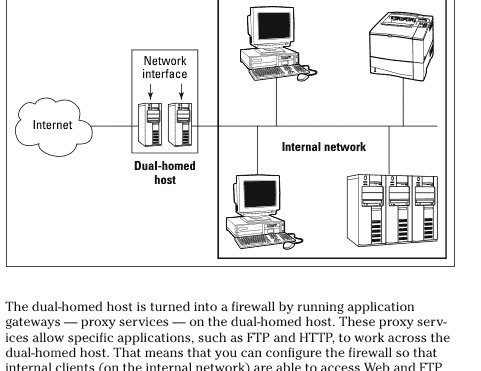 Network
interface
Internet
Dual-homed
host
Internal network
The dual-homed host is turned into a firewall by running application
gateways — proxy services — on the dual-homed host. These proxy serv-
ices allow specific applications, such as FTP and HTTP, to work across the
dual-homed host. That means that you can configure the firewall so that
internal clients (on the internal network) are able to access Web and FTP